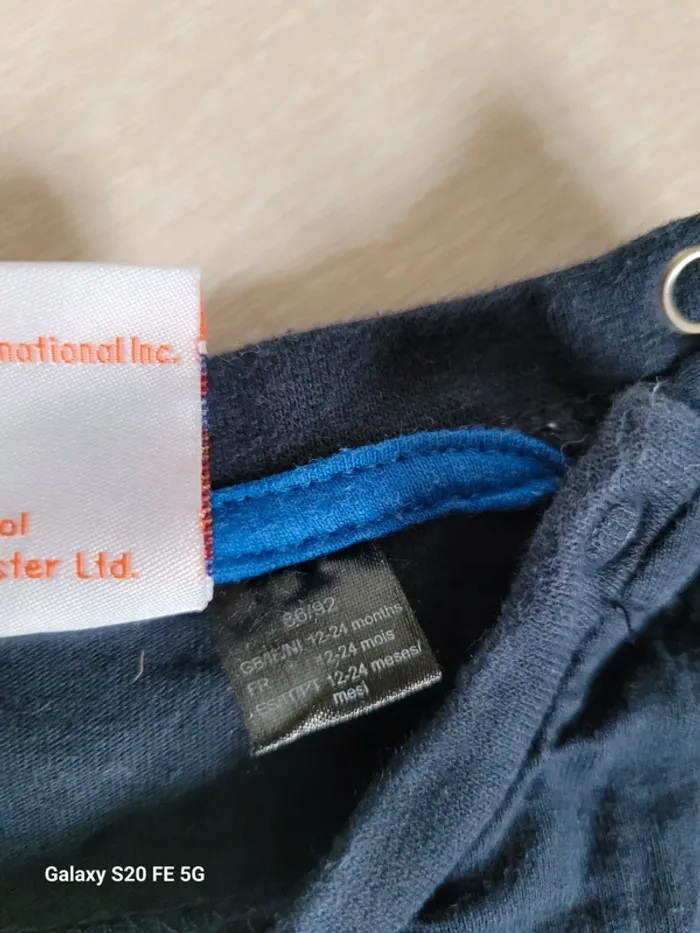 national Inc.
ol
ster Ltd.
86/92
GB/IE/NI 12-24 months
FR 12-24 mois
ES/IT/PT 12-24 meses/
mesi
Galaxy S20 FE 5G